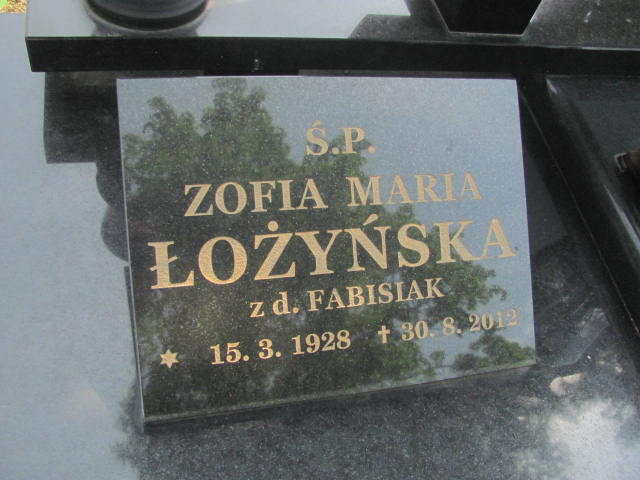 Ś.P.
ZOFIA MARIA
ŁOŻYŃSKA
z d. FABISIAK
* 15. 3. 1928 † 30. 8. 2012